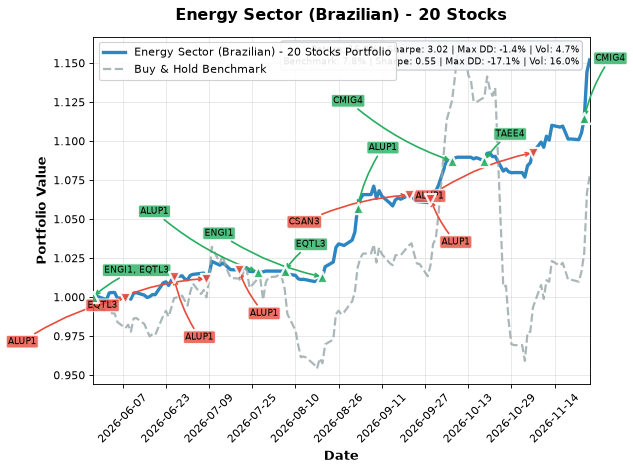 Energy Sector (Brazilian) - 20 Stocks
Energy Sector (Brazilian) - 20 Stocks Portfolio
Buy & Hold Benchmark
Sharpe: 3.02 | Max DD: -1.4% | Vol: 4.7%
Sharpe: 0.55 | Max DD: -17.1% | Vol: 16.0%
CMIG4
CMIG4
TAEE4
ALUP1
ALUP1
ALUP1
CSAN3
ENGI1
EQTL3
ALUP1
ENGI1, EQTL3
EQTL3
ALUP1
ALUP1
ALUP1
1.150
1.125
1.100
1.075
1.050
1.025
1.000
0.975
0.950
Portfolio Value
2026-06-07
2026-06-23
2026-07-09
2026-07-25
2026-08-10
2026-08-26
2026-09-11
2026-09-27
2026-10-13
2026-10-29
2026-11-14
Date